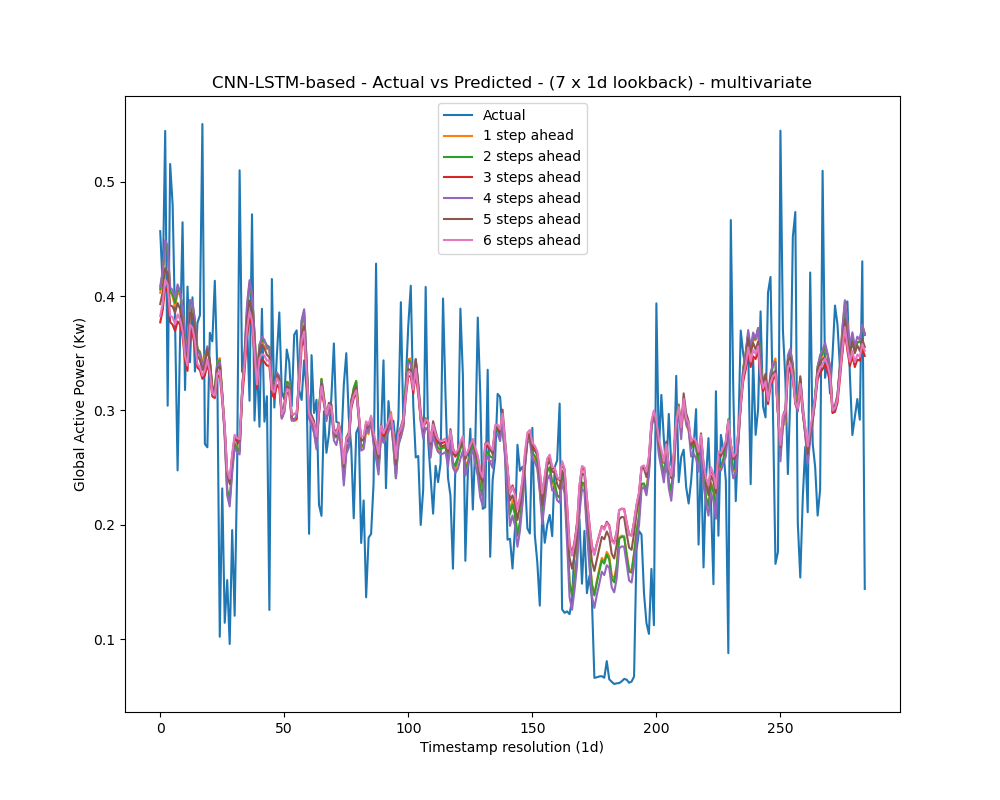 CNN-LSTM-based - Actual vs Predicted - (7 x 1d lookback) - multivariate
Actual
1 step ahead
2 steps ahead
3 steps ahead
4 steps ahead
5 steps ahead
6 steps ahead
Global Active Power (Kw)
0.5
0.4
0.3
0.2
0.1
0 50 100 150 200 250
Timestamp resolution (1d)